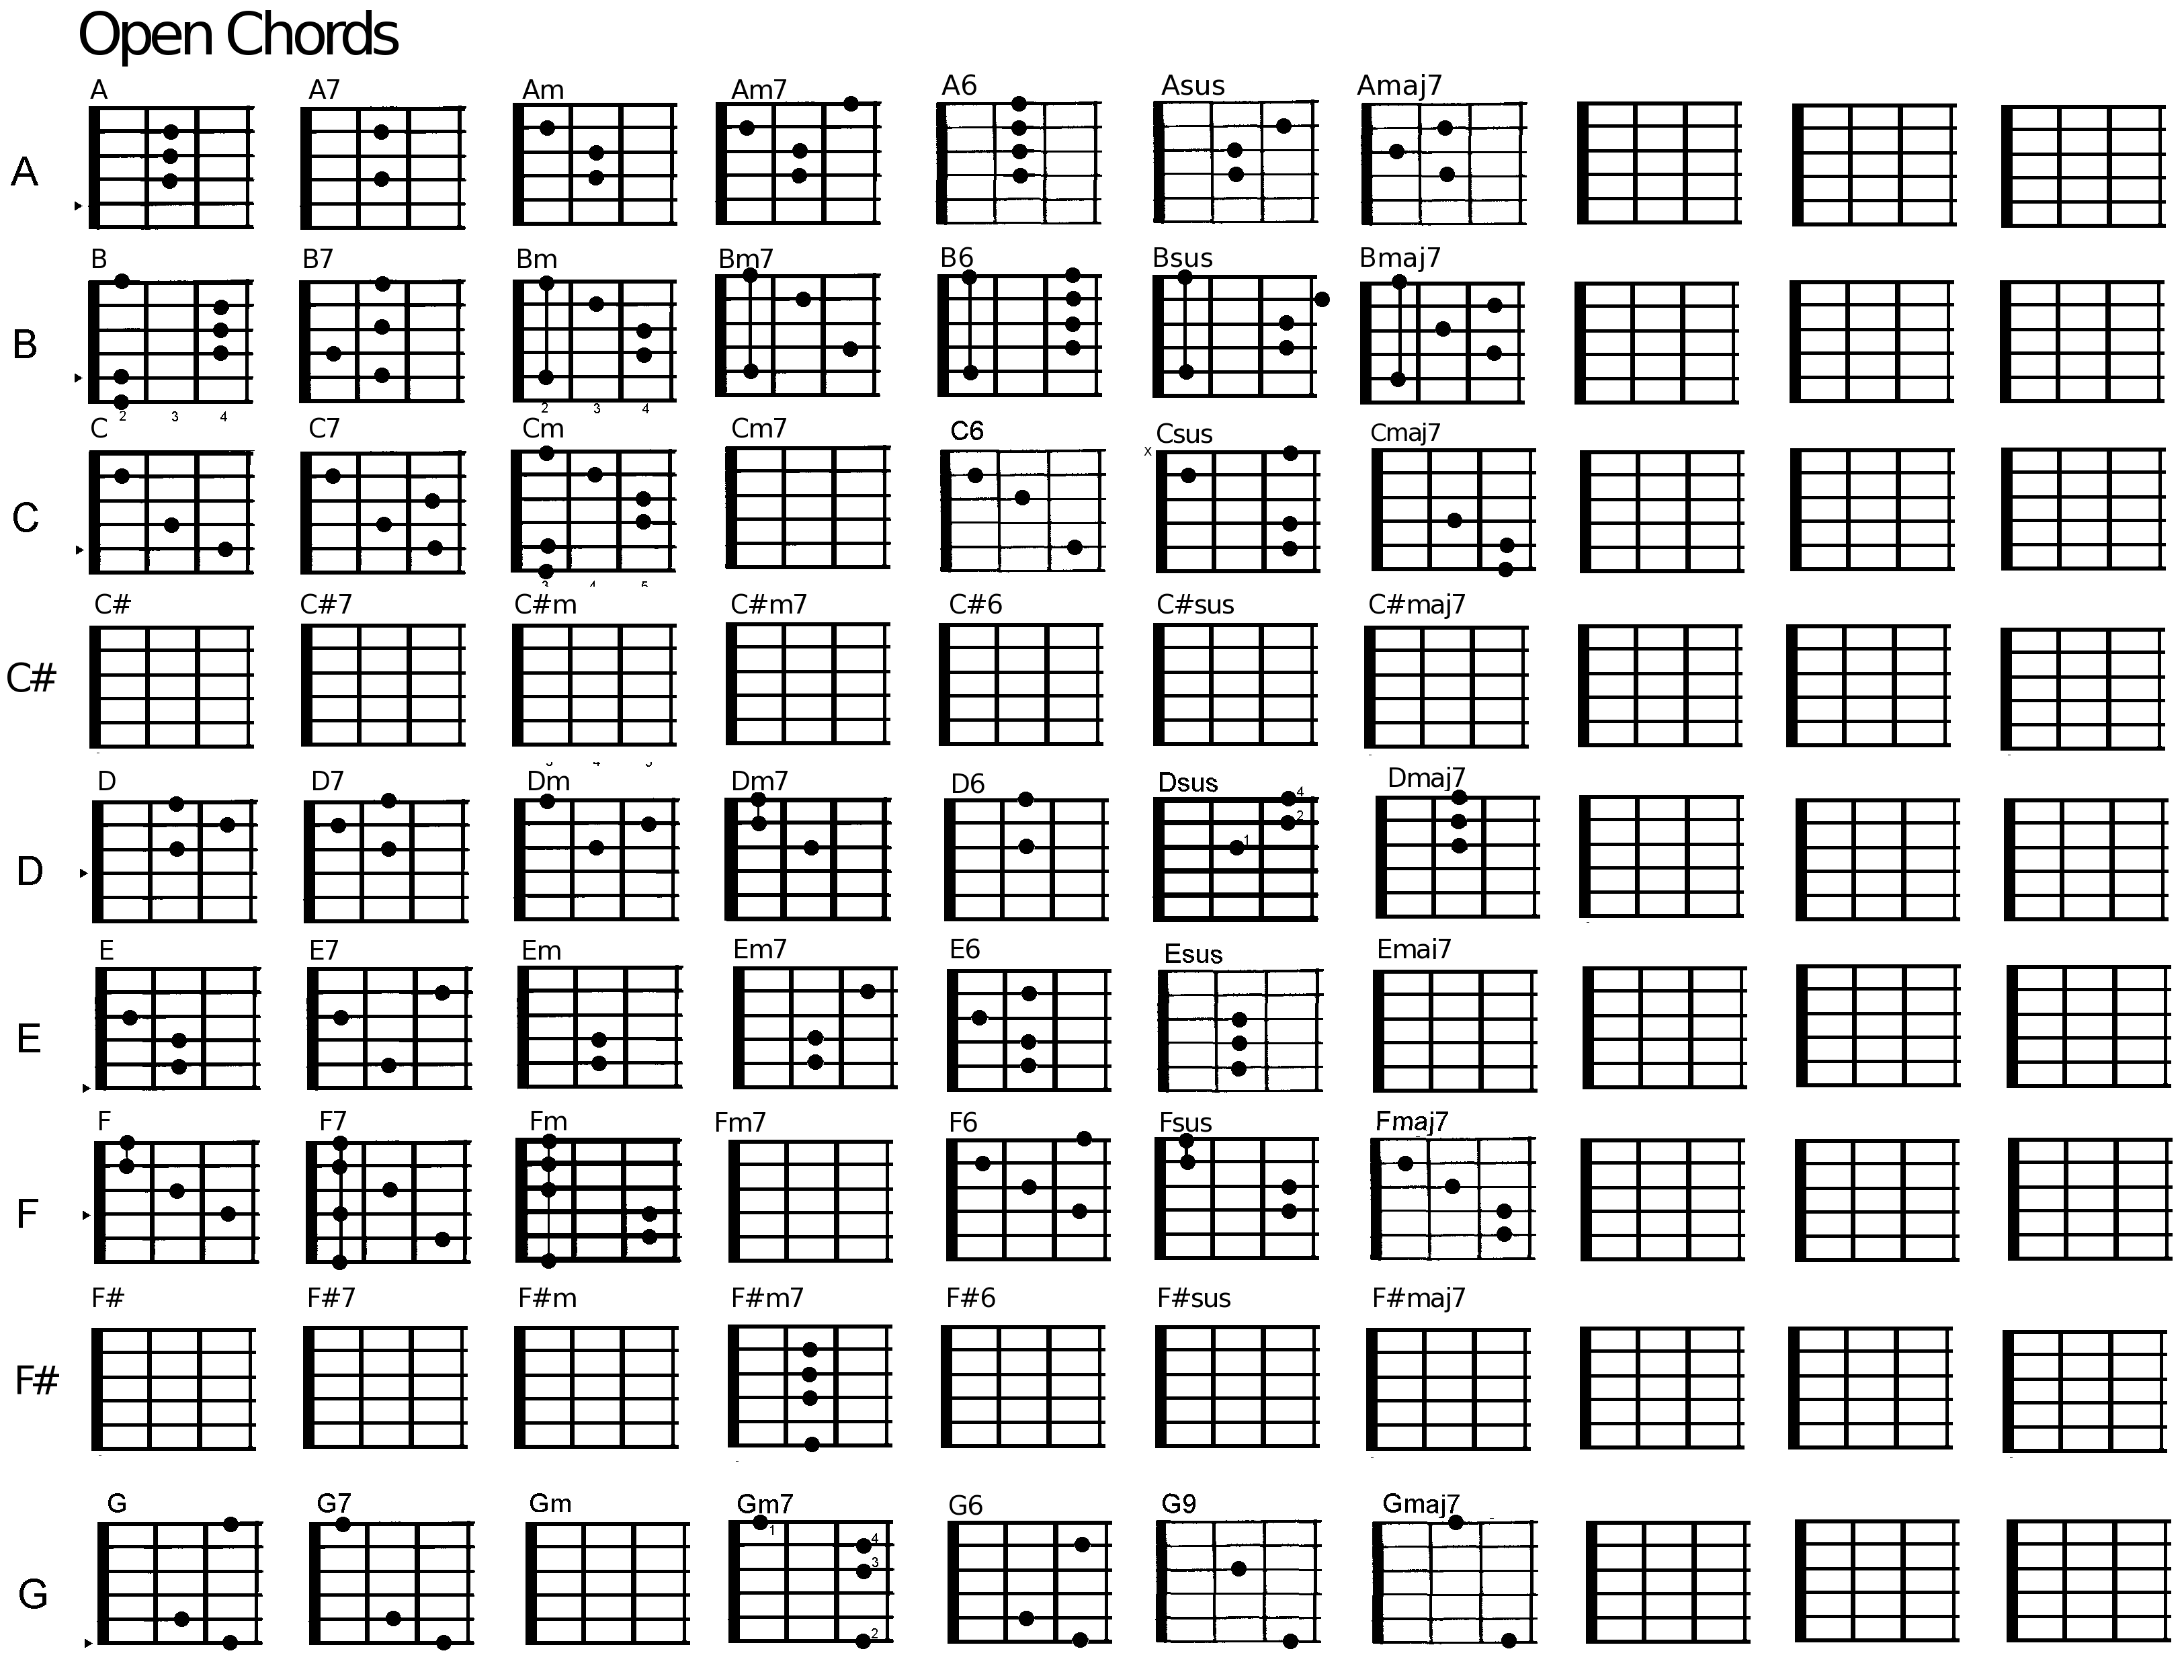 Open Chords
A A7 Am Am7 A6 Asus Amaj7
A
B B7 Bm Bm7 B6 Bsus Bmaj7
B
2 3 4 2 3 4
C C7 Cm Cm7 C6 Csus Cmaj7
x
C
3 4 5
C# C#7 C#m C#m7 C#6 C#sus C#maj7
C#
D D7 Dm Dm7 D6 Dsus Dmaj7
4
2
1
D
E E7 Em Em7 E6 Esus Emai7
E
F F7 Fm Fm7 F6 Fsus Fmaj7
F
F# F#7 F#m F#m7 F#6 F#sus F#maj7
F#
G G7 Gm Gm7 G6 G9 Gmaj7
1
4
3
G
2